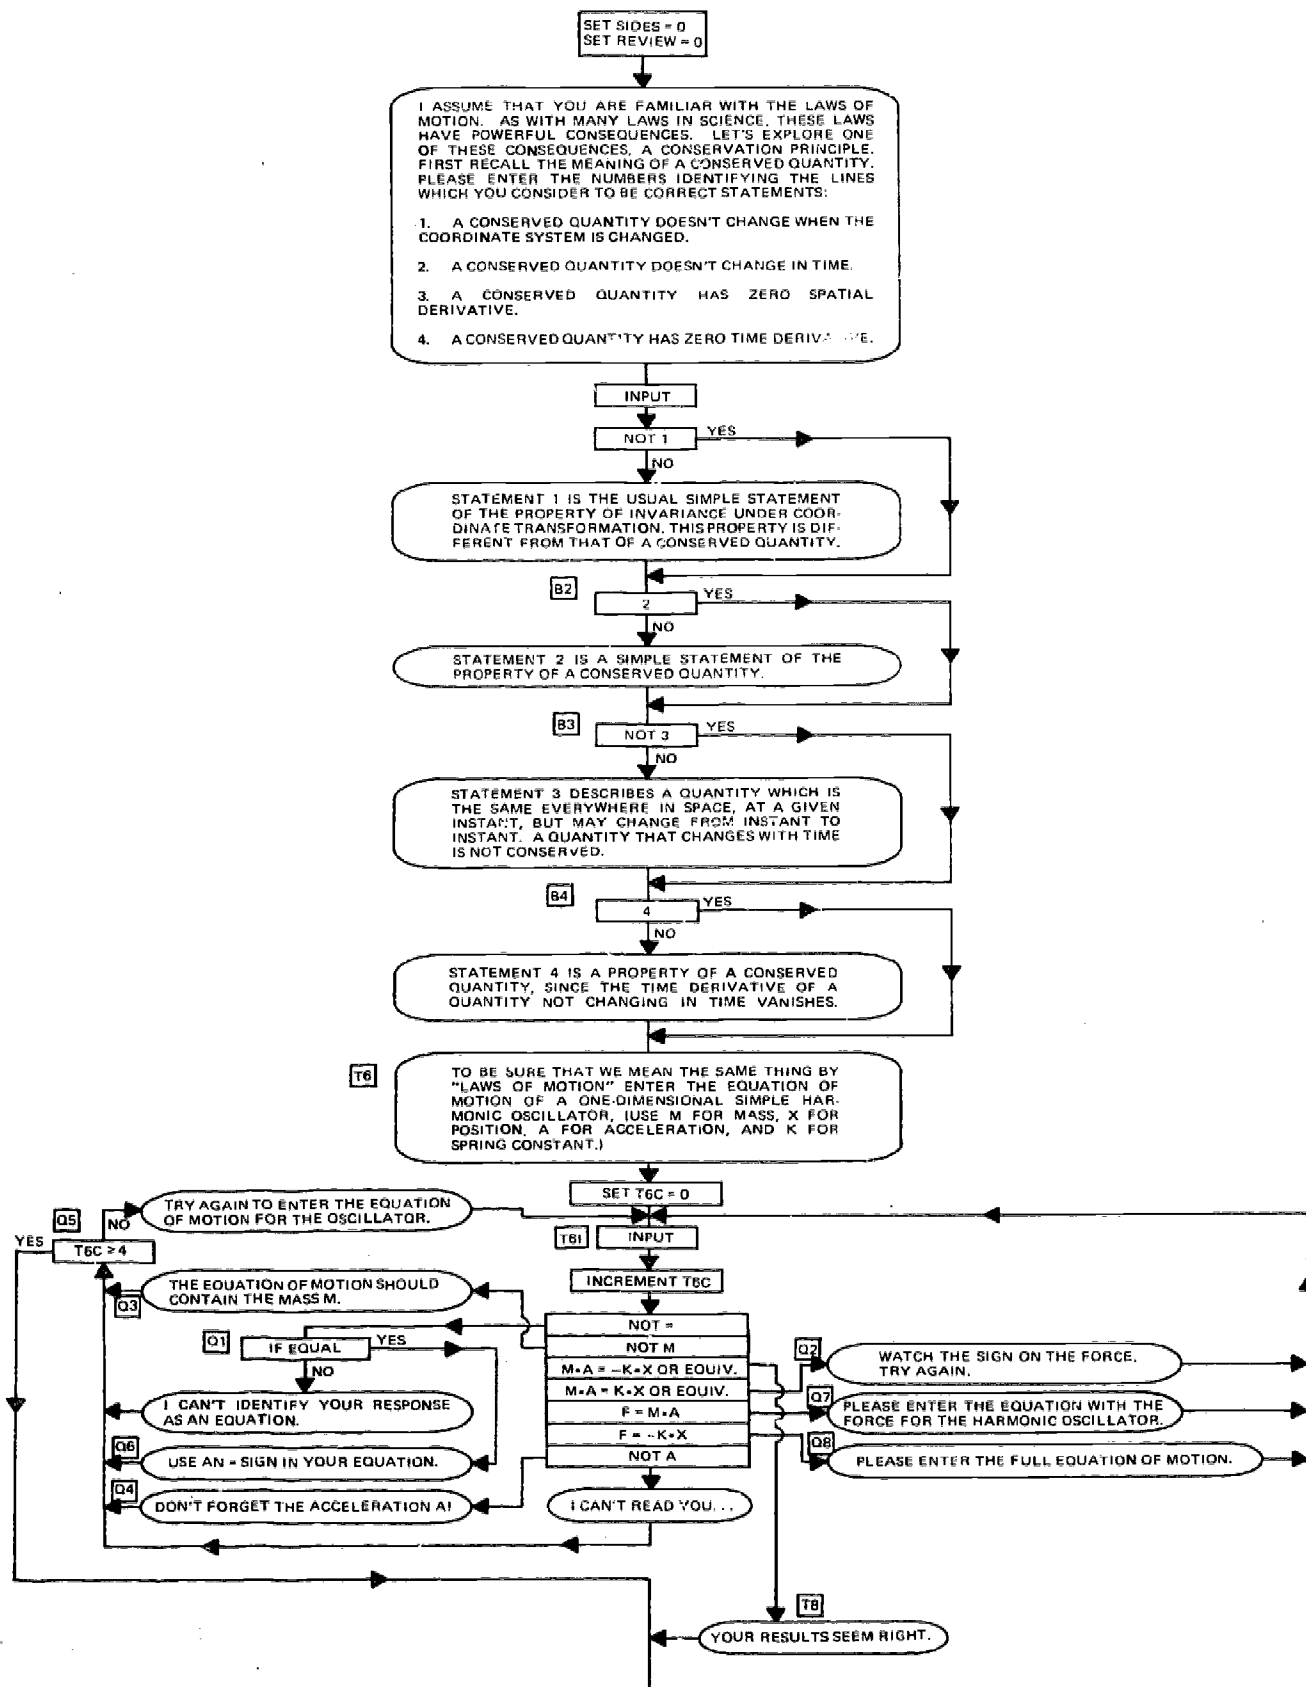 SET SIDES = 0
SET REVIEW = 0
I ASSUME THAT YOU ARE FAMILIAR WITH THE LAWS OF
MOTION. AS WITH MANY LAWS IN SCIENCE, THESE LAWS
HAVE POWERFUL CONSEQUENCES. LET'S EXPLORE ONE
OF THESE CONSEQUENCES, A CONSERVATION PRINCIPLE.
FIRST RECALL THE MEANING OF A CONSERVED QUANTITY.
PLEASE ENTER THE NUMBERS IDENTIFYING THE LINES
WHICH YOU CONSIDER TO BE CORRECT STATEMENTS:
1. A CONSERVED QUANTITY DOESN'T CHANGE WHEN THE
COORDINATE SYSTEM IS CHANGED.
2. A CONSERVED QUANTITY DOESN'T CHANGE IN TIME.
3. A CONSERVED QUANTITY HAS ZERO SPATIAL
DERIVATIVE.
4. A CONSERVED QUANTITY HAS ZERO TIME
INPUT
NOT 1
YES
NO
STATEMENT 1 IS THE USUAL SIMPLE STATEMENT
OF THE PROPERTY OF INVARIANCE UNDER COOR-
DINATE TRANSFORMATION. THIS PROPERTY IS DIF-
FERENT FROM THAT OF A CONSERVED QUANTITY.
B2
2
YES
NO
STATEMENT 2 IS A SIMPLE STATEMENT OF THE
PROPERTY OF A CONSERVED QUANTITY.
B3
NOT 3
YES
NO
STATEMENT 3 DESCRIBES A QUANTITY WHICH IS
THE SAME EVERYWHERE IN SPACE, AT A GIVEN
INSTANT, BUT MAY CHANGE FROM INSTANT TO
INSTANT. A QUANTITY THAT CHANGES WITH TIME
IS NOT CONSERVED.
B4
4
YES
NO
STATEMENT 4 IS A PROPERTY OF A CONSERVED
QUANTITY, SINCE THE TIME DERIVATIVE OF A
QUANTITY NOT CHANGING IN TIME VANISHES.
T6
TO BE SURE THAT WE MEAN THE SAME THING BY
"LAWS OF MOTION" ENTER THE EQUATION OF
MOTION OF A ONE-DIMENSIONAL SIMPLE HAR-
MONIC OSCILLATOR, (USE M FOR MASS, X FOR
POSITION, A FOR ACCELERATION, AND K FOR
SPRING CONSTANT.)
SET T6C = 0
Q5
NO
TRY AGAIN TO ENTER THE EQUATION
OF MOTION FOR THE OSCILLATOR.
YES
T6C ≥ 4
T6I
INPUT
INCREMENT T6C
THE EQUATION OF MOTION SHOULD
CONTAIN THE MASS M.
Q3
NOT =
NOT M
M*A = -K*X OR EQUIV.
M*A = K*X OR EQUIV.
F = M*A
F = -K*X
NOT A
Q1
IF EQUAL
YES
NO
I CAN'T IDENTIFY YOUR RESPONSE
AS AN EQUATION.
Q6
USE AN = SIGN IN YOUR EQUATION.
Q4
DON'T FORGET THE ACCELERATION A!
I CAN'T READ YOU...
Q2
WATCH THE SIGN ON THE FORCE.
TRY AGAIN.
Q7
PLEASE ENTER THE EQUATION WITH THE
FORCE FOR THE HARMONIC OSCILLATOR.
Q8
PLEASE ENTER THE FULL EQUATION OF MOTION.
T8
YOUR RESULTS SEEM RIGHT.